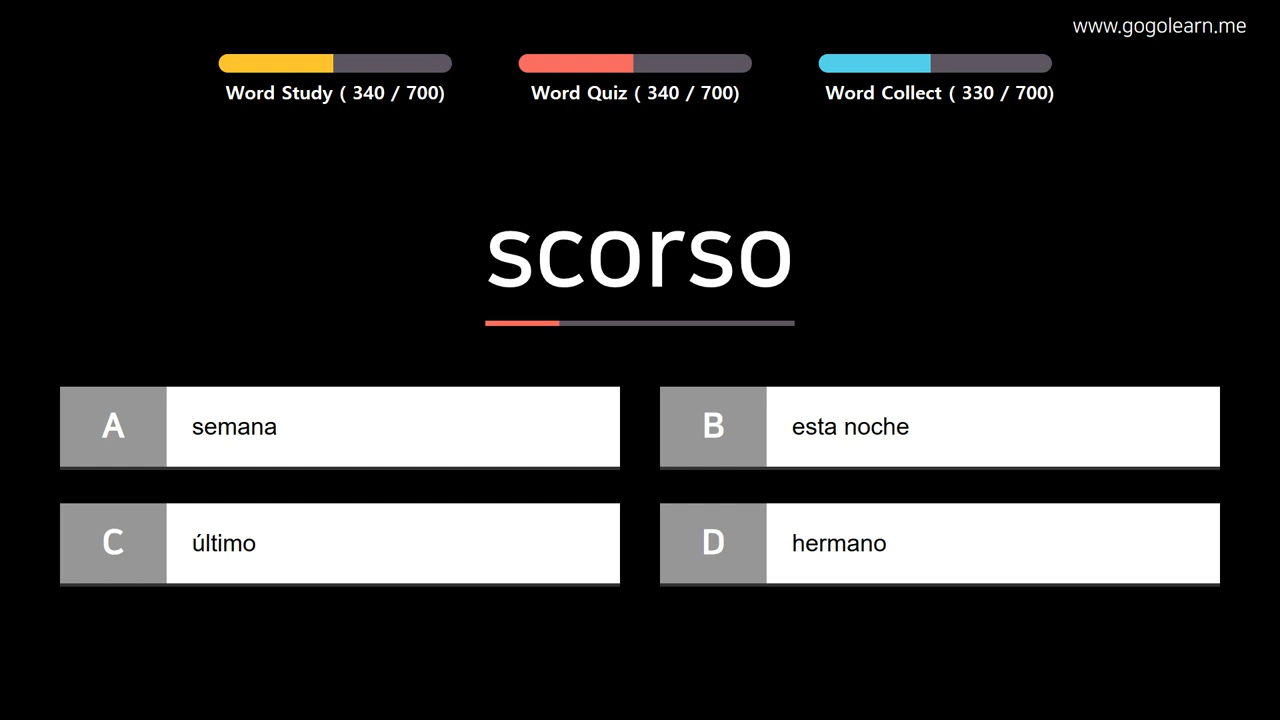 www.gogolearn.me
Word Study ( 340 / 700)
Word Quiz ( 340 / 700)
Word Collect ( 330 / 700)
scorso
A
semana
B
esta noche
C
último
D
hermano